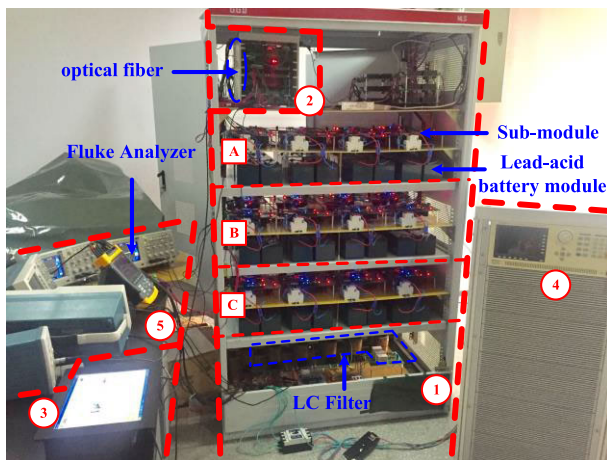 optical fiber
2
Sub-module
A
Fluke Analyzer
Lead-acid
battery module
B
C
4
5
1
3
LC Filter